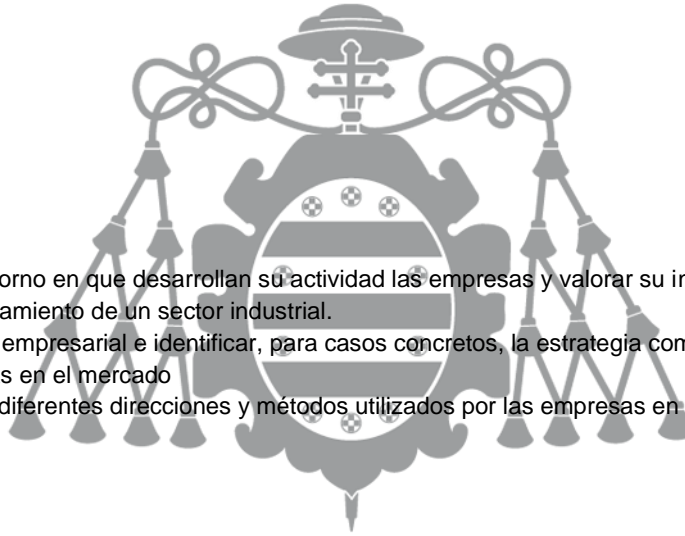 orno en que desarrollan su actividad las empresas y valorar su in
amiento de un sector industrial.
empresarial e identificar, para casos concretos, la estrategia com
s en el mercado
diferentes direcciones y métodos utilizados por las empresas en